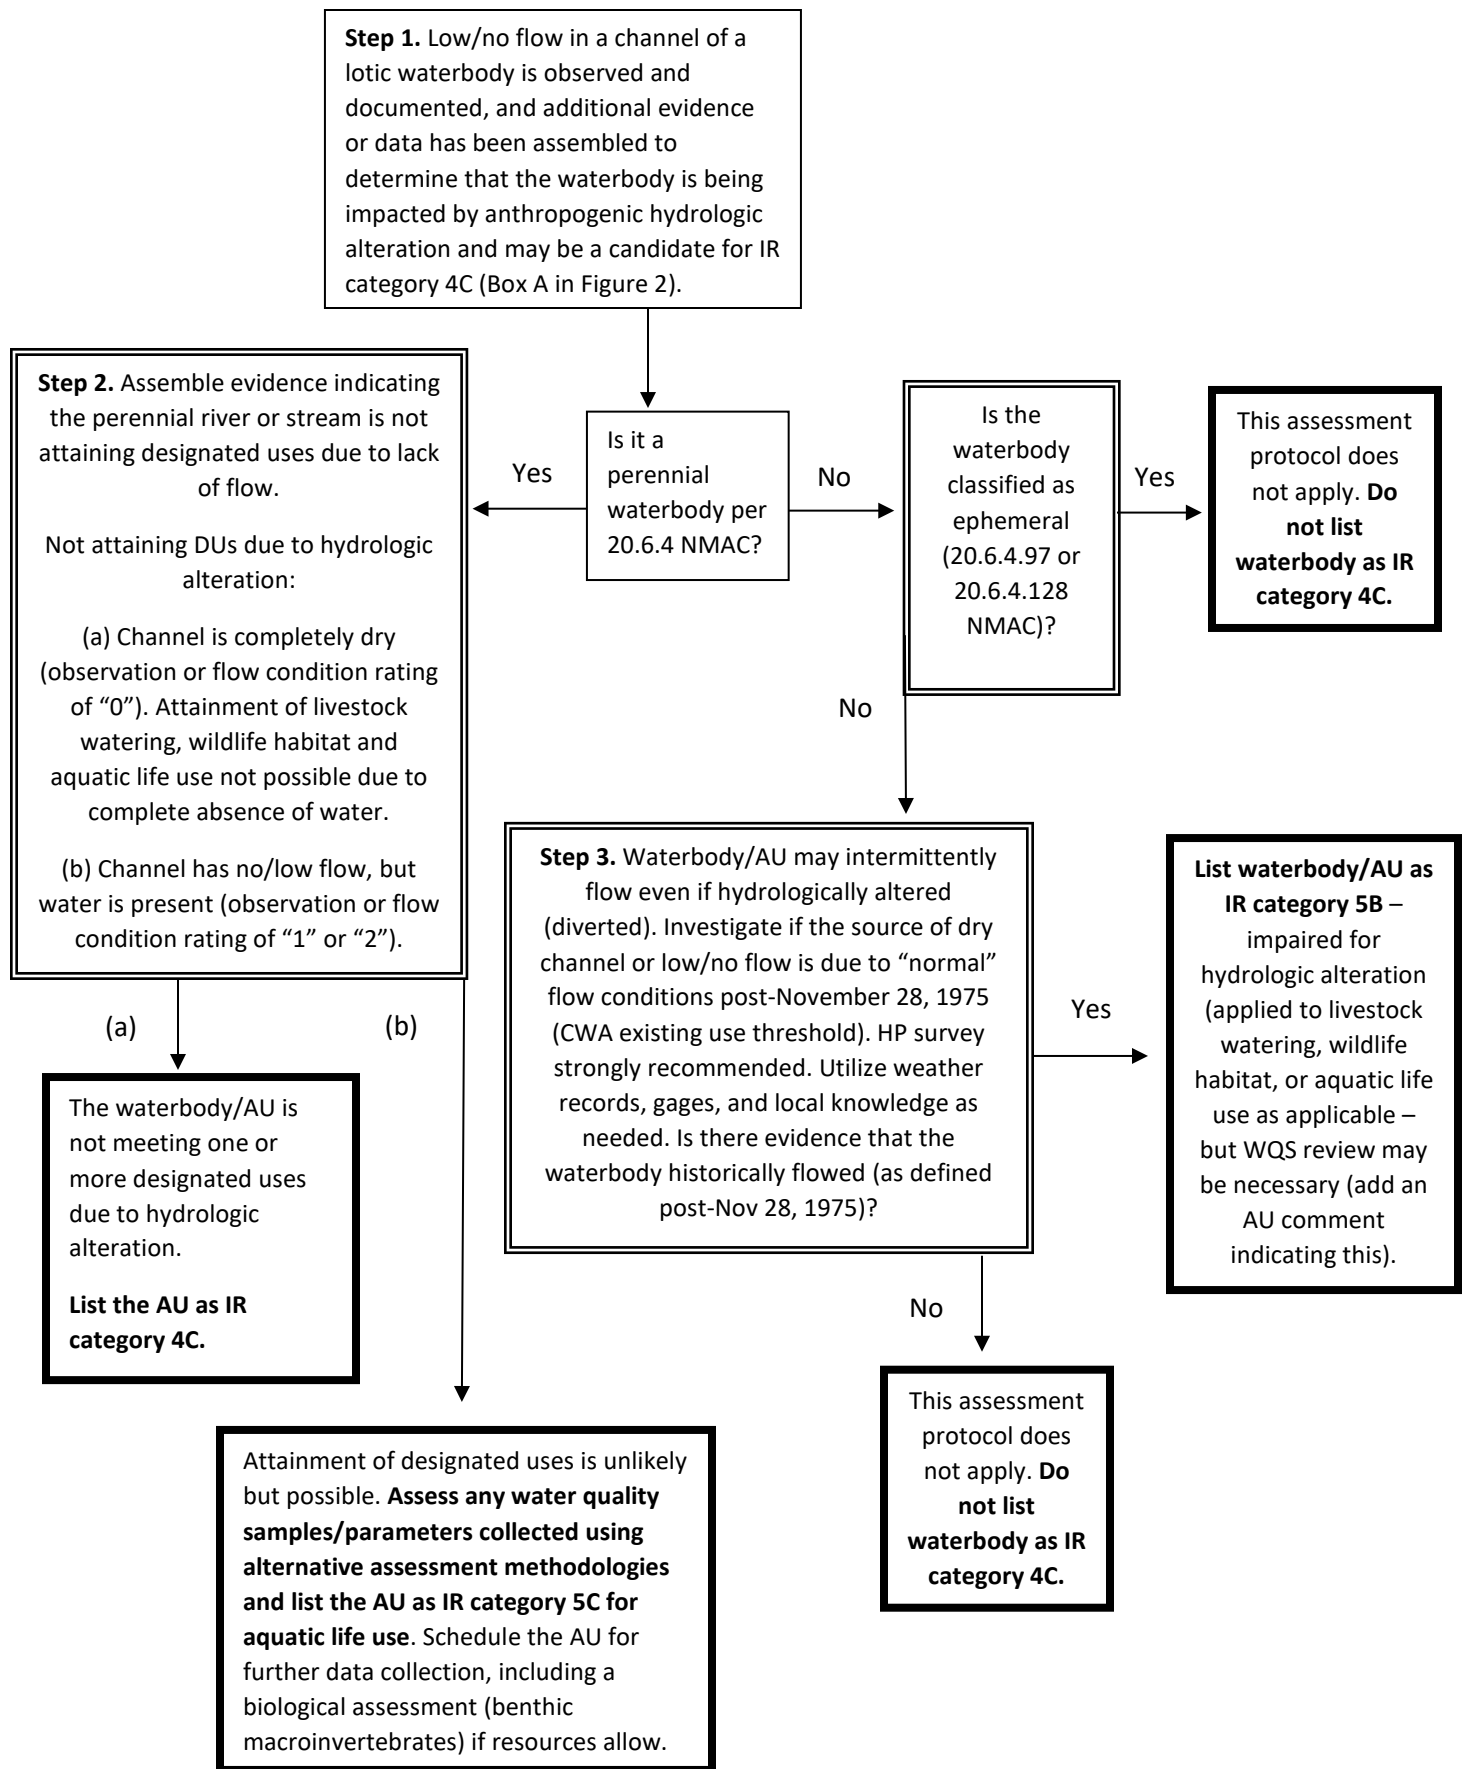 Step 1. Low/no flow in a channel of a
lotic waterbody is observed and
documented, and additional evidence
or data has been assembled to
determine that the waterbody is being
impacted by anthropogenic hydrologic
alteration and may be a candidate for IR
category 4C (Box A in Figure 2).
Is it a
perennial
waterbody per
20.6.4 NMAC?
Yes
No
Step 2. Assemble evidence indicating
the perennial river or stream is not
attaining designated uses due to lack
of flow.
Not attaining DUs due to hydrologic
alteration:
(a) Channel is completely dry
(observation or flow condition rating
of “0”). Attainment of livestock
watering, wildlife habitat and
aquatic life use not possible due to
complete absence of water.
(b) Channel has no/low flow, but
water is present (observation or flow
condition rating of “1” or “2”).
Is the
waterbody
classified as
ephemeral
(20.6.4.97 or
20.6.4.128
NMAC)?
Yes
No
This assessment
protocol does
not apply. Do
not list
waterbody as IR
category 4C.
Step 3. Waterbody/AU may intermittently
flow even if hydrologically altered
(diverted). Investigate if the source of dry
channel or low/no flow is due to “normal”
flow conditions post-November 28, 1975
(CWA existing use threshold). HP survey
strongly recommended. Utilize weather
records, gages, and local knowledge as
needed. Is there evidence that the
waterbody historically flowed (as defined
post-Nov 28, 1975)?
Yes
No
List waterbody/AU as
IR category 5B –
impaired for
hydrologic alteration
(applied to livestock
watering, wildlife
habitat, or aquatic life
use as applicable –
but WQS review may
be necessary (add an
AU comment
indicating this).
(a)
(b)
The waterbody/AU is
not meeting one or
more designated uses
due to hydrologic
alteration.
List the AU as IR
category 4C.
This assessment
protocol does
not apply. Do
not list
waterbody as IR
category 4C.
Attainment of designated uses is unlikely
but possible. Assess any water quality
samples/parameters collected using
alternative assessment methodologies
and list the AU as IR category 5C for
aquatic life use. Schedule the AU for
further data collection, including a
biological assessment (benthic
macroinvertebrates) if resources allow.